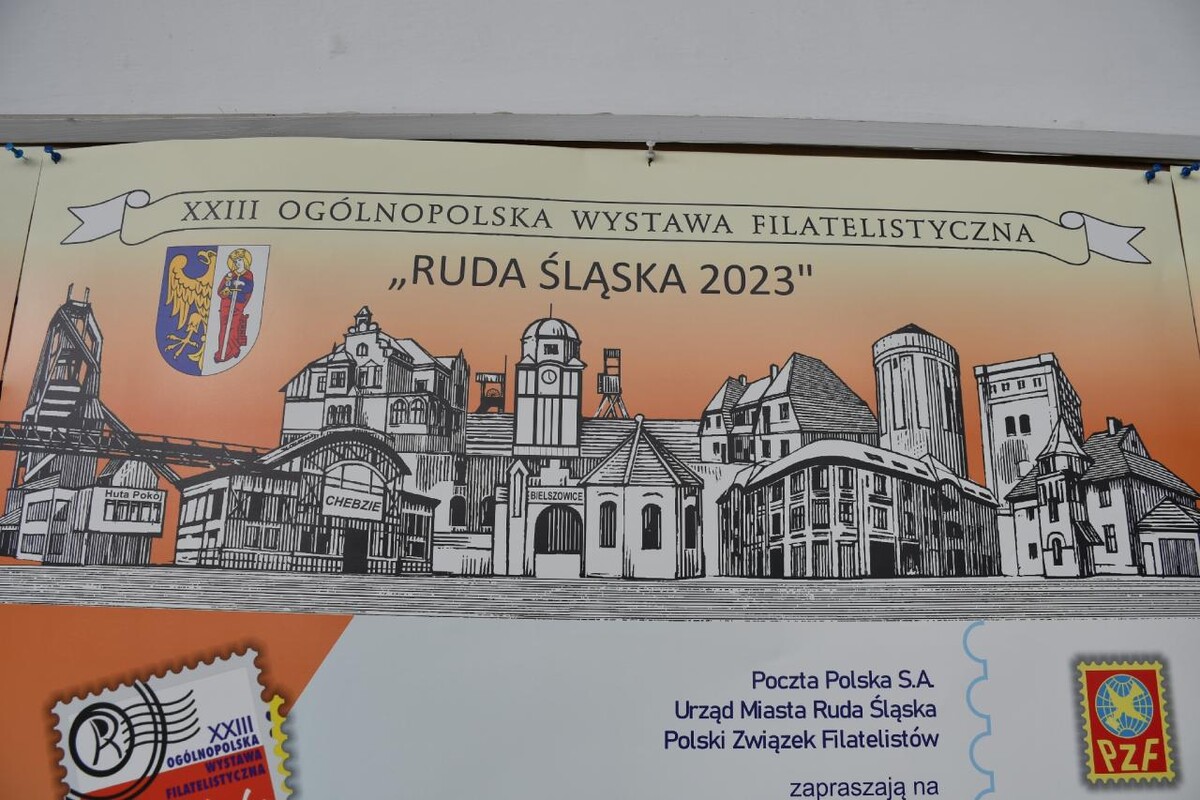 XXIII OGÓLNOPOLSKA WYSTAWA FILATELISTYCZNA
„RUDA ŚLĄSKA 2023"
Huta Pokój
CHEBZIE
BIELSZOWICE
XXIII
OGÓLNOPOLSKA
WYSTAWA
FILATELISTYCZNA
Poczta Polska S.A.
Urząd Miasta Ruda Śląska
Polski Związek Filatelistów
zapraszają na
PZF